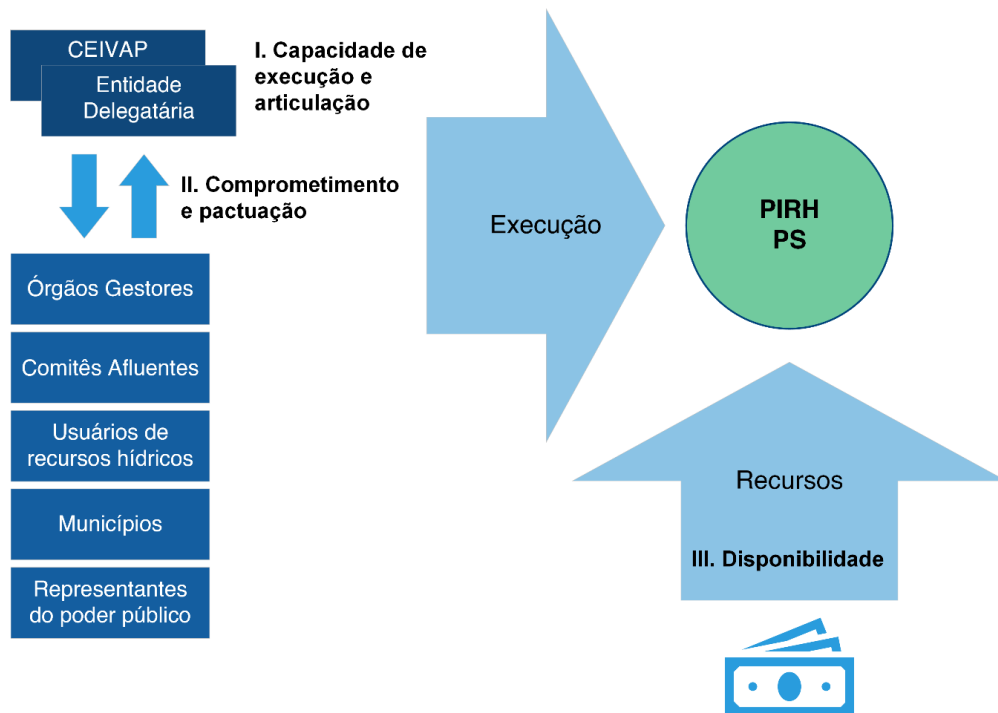 CEIVAP
Entidade
Delegatária
I. Capacidade de
execução e
articulação
II. Comprometimento
e pactuação
Órgãos Gestores
Comitês Afluentes
Usuários de
recursos hídricos
Municípios
Representantes
do poder público
Execução
PIRH
PS
Recursos
III. Disponibilidade